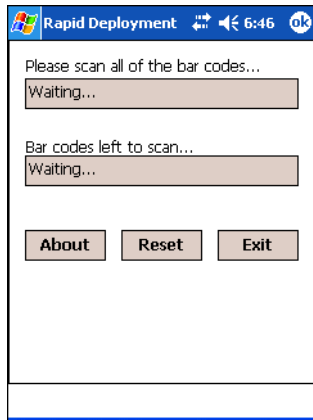 Rapid Deployment 6:46 ok
Please scan all of the bar codes...
Waiting...
Bar codes left to scan...
Waiting...
About Reset Exit